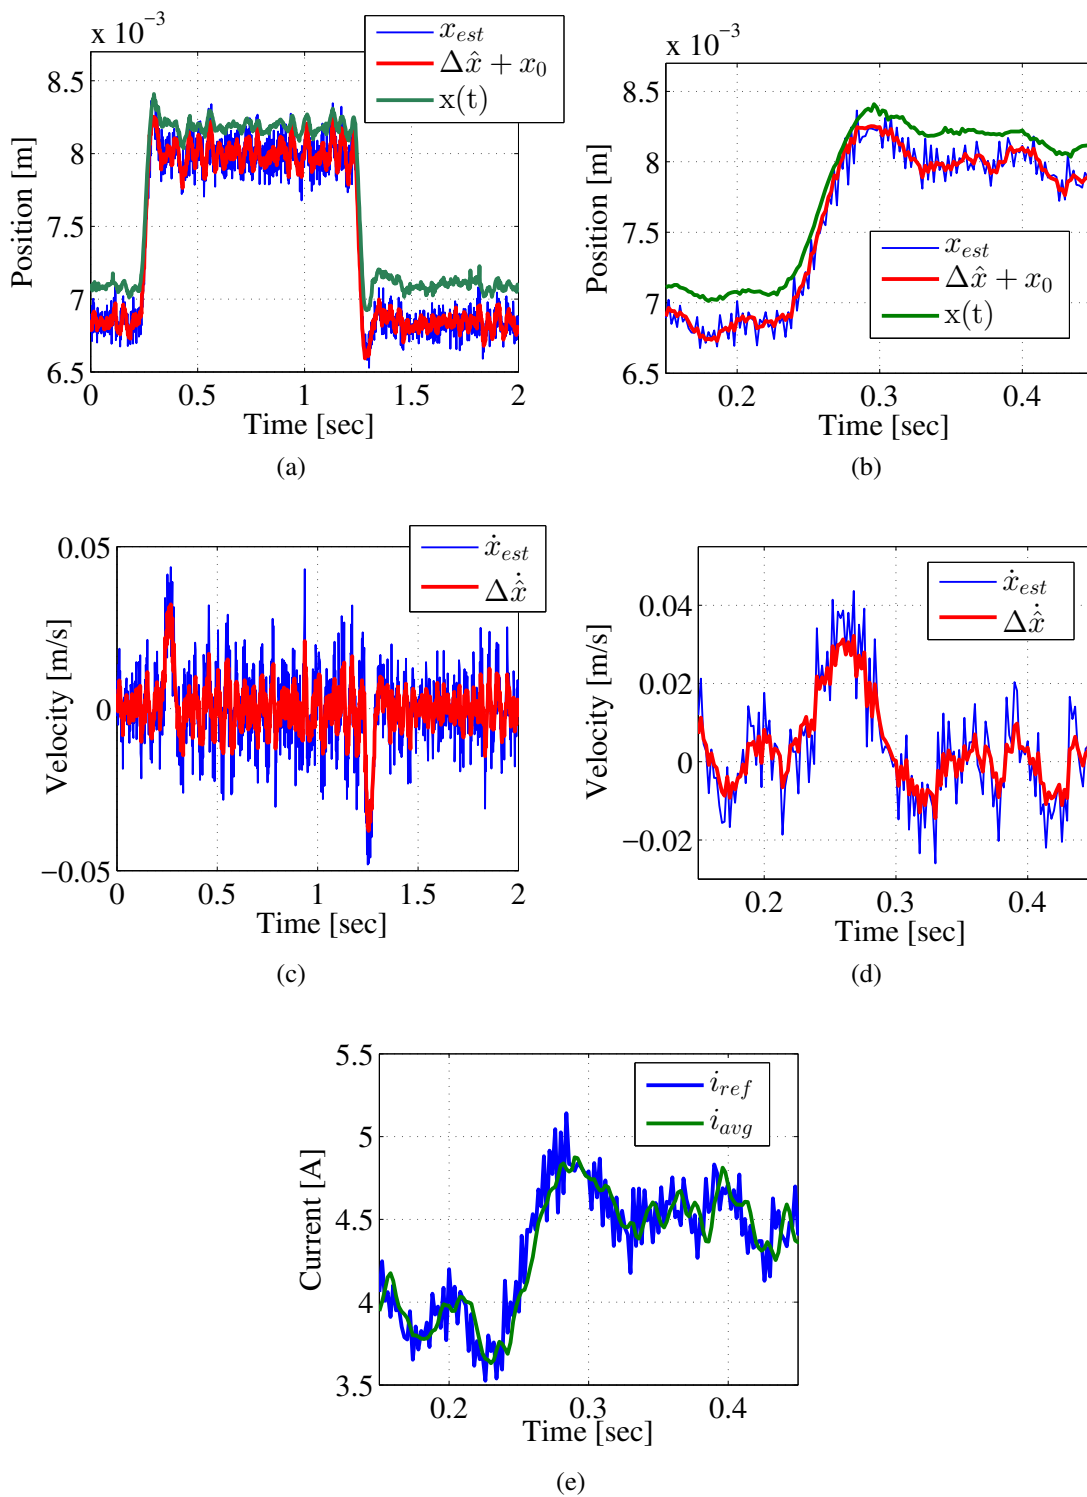 x 10⁻³
x_est
Δx̂ + x₀
x(t)
8.5
8
7.5
7
6.5
Position [m]
0 0.5 1 1.5 2
Time [sec]
(a)
x 10⁻³
8.5
8
7.5
7
6.5
Position [m]
x_est
Δx̂ + x₀
x(t)
0.2 0.3 0.4
Time [sec]
(b)
ẋ_est
Δẋ̂
0.05
0
−0.05
Velocity [m/s]
0 0.5 1 1.5 2
Time [sec]
(c)
ẋ_est
Δẋ̂
0.04
0.02
0
−0.02
Velocity [m/s]
0.2 0.3 0.4
Time [sec]
(d)
i_ref
i_avg
5.5
5
4.5
4
3.5
Current [A]
0.2 0.3 0.4
Time [sec]
(e)